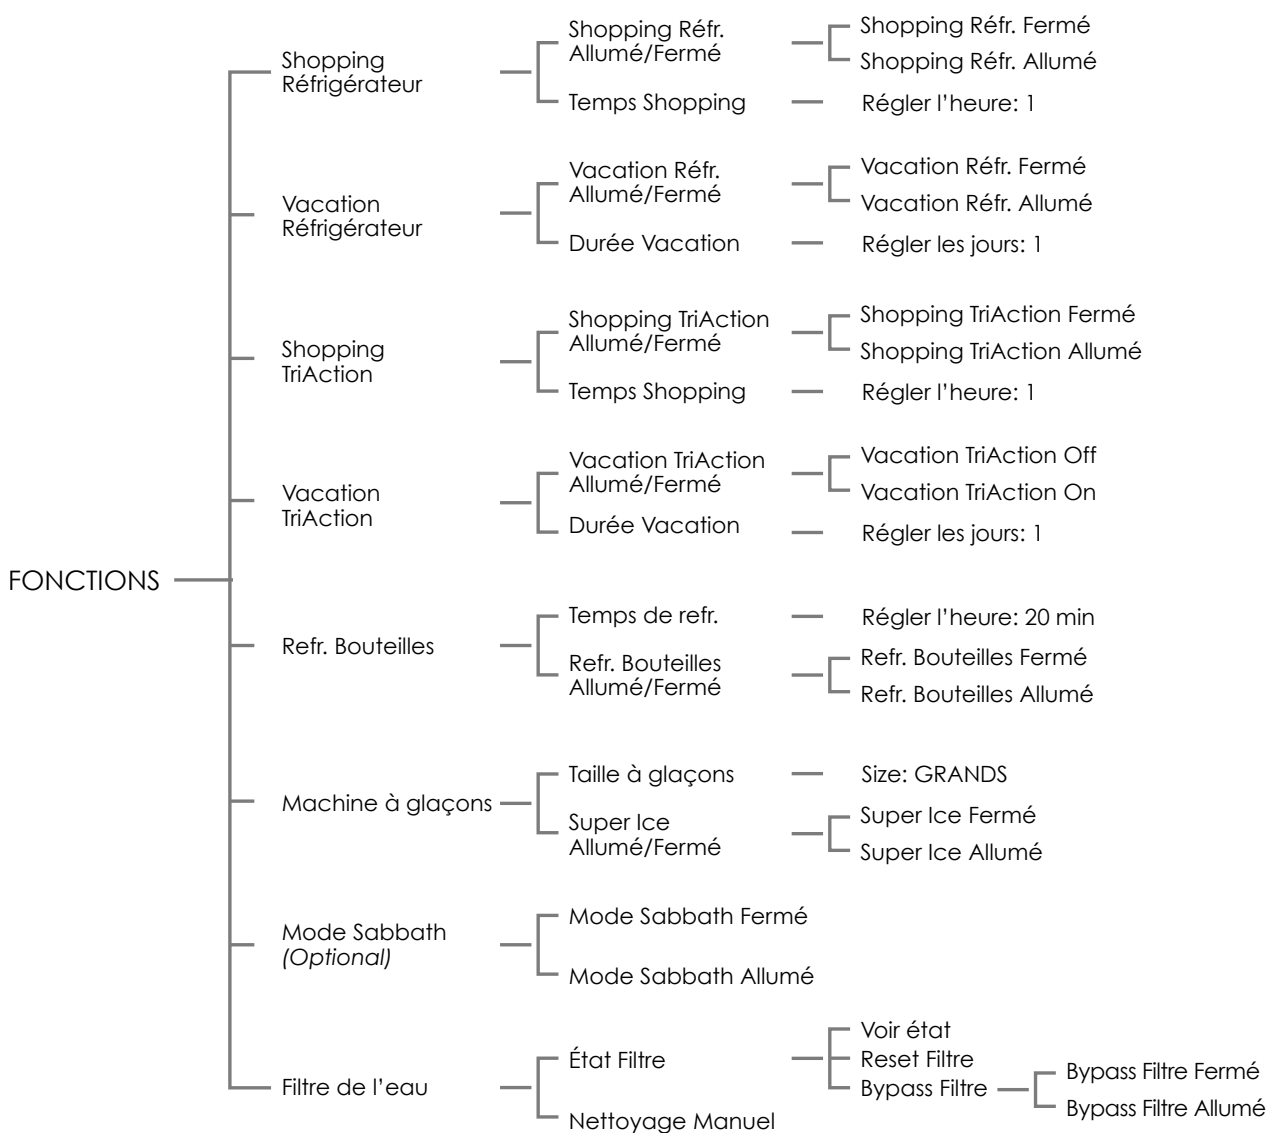 FONCTIONS
Shopping
Réfrigérateur
Shopping Réfr.
Allumé/Fermé
Shopping Réfr. Fermé
Shopping Réfr. Allumé
Temps Shopping
Régler l'heure: 1
Vacation
Réfrigérateur
Vacation Réfr.
Allumé/Fermé
Vacation Réfr. Fermé
Vacation Réfr. Allumé
Durée Vacation
Régler les jours: 1
Shopping
TriAction
Shopping TriAction
Allumé/Fermé
Shopping TriAction Fermé
Shopping TriAction Allumé
Temps Shopping
Régler l'heure: 1
Vacation
TriAction
Vacation TriAction
Allumé/Fermé
Vacation TriAction Off
Vacation TriAction On
Durée Vacation
Régler les jours: 1
Refr. Bouteilles
Temps de refr.
Régler l'heure: 20 min
Refr. Bouteilles
Allumé/Fermé
Refr. Bouteilles Fermé
Refr. Bouteilles Allumé
Machine à glaçons
Taille à glaçons
Size: GRANDS
Super Ice
Allumé/Fermé
Super Ice Fermé
Super Ice Allumé
Mode Sabbath
(Optional)
Mode Sabbath Fermé
Mode Sabbath Allumé
Filtre de l'eau
État Filtre
Voir état
Reset Filtre
Bypass Filtre
Bypass Filtre Fermé
Bypass Filtre Allumé
Nettoyage Manuel